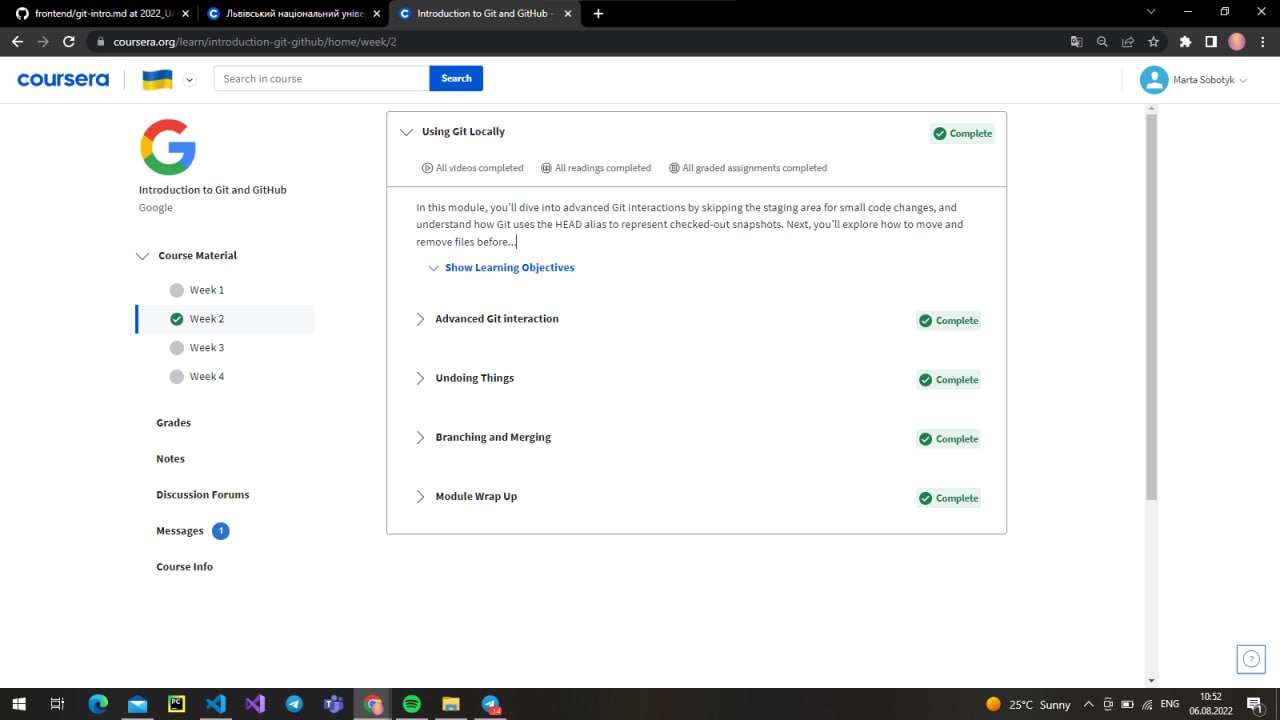 frontend/git-intro.md at 2022_UA
Львівський національний уніве
Introduction to Git and GitHub -
coursera.org/learn/introduction-git-github/home/week/2
coursera
Search in course
Search
Marta Sobotyk
Introduction to Git and GitHub
Google
Course Material
Week 1
Week 2
Week 3
Week 4
Grades
Notes
Discussion Forums
Messages 1
Course Info
Using Git Locally
Complete
All videos completed
All readings completed
All graded assignments completed
In this module, you’ll dive into advanced Git interactions by skipping the staging area for small code changes, and
understand how Git uses the HEAD alias to represent checked-out snapshots. Next, you’ll explore how to move and
remove files before...
Show Learning Objectives
Advanced Git interaction
Complete
Undoing Things
Complete
Branching and Merging
Complete
Module Wrap Up
Complete
?
PC
25°C Sunny
ENG
10:52
06.08.2022
1